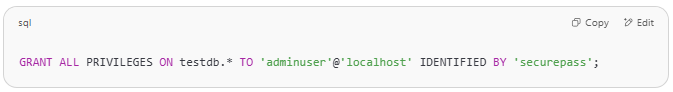 sql
Copy
Edit
GRANT ALL PRIVILEGES ON testdb.* TO 'adminuser'@'localhost' IDENTIFIED BY 'securepass';